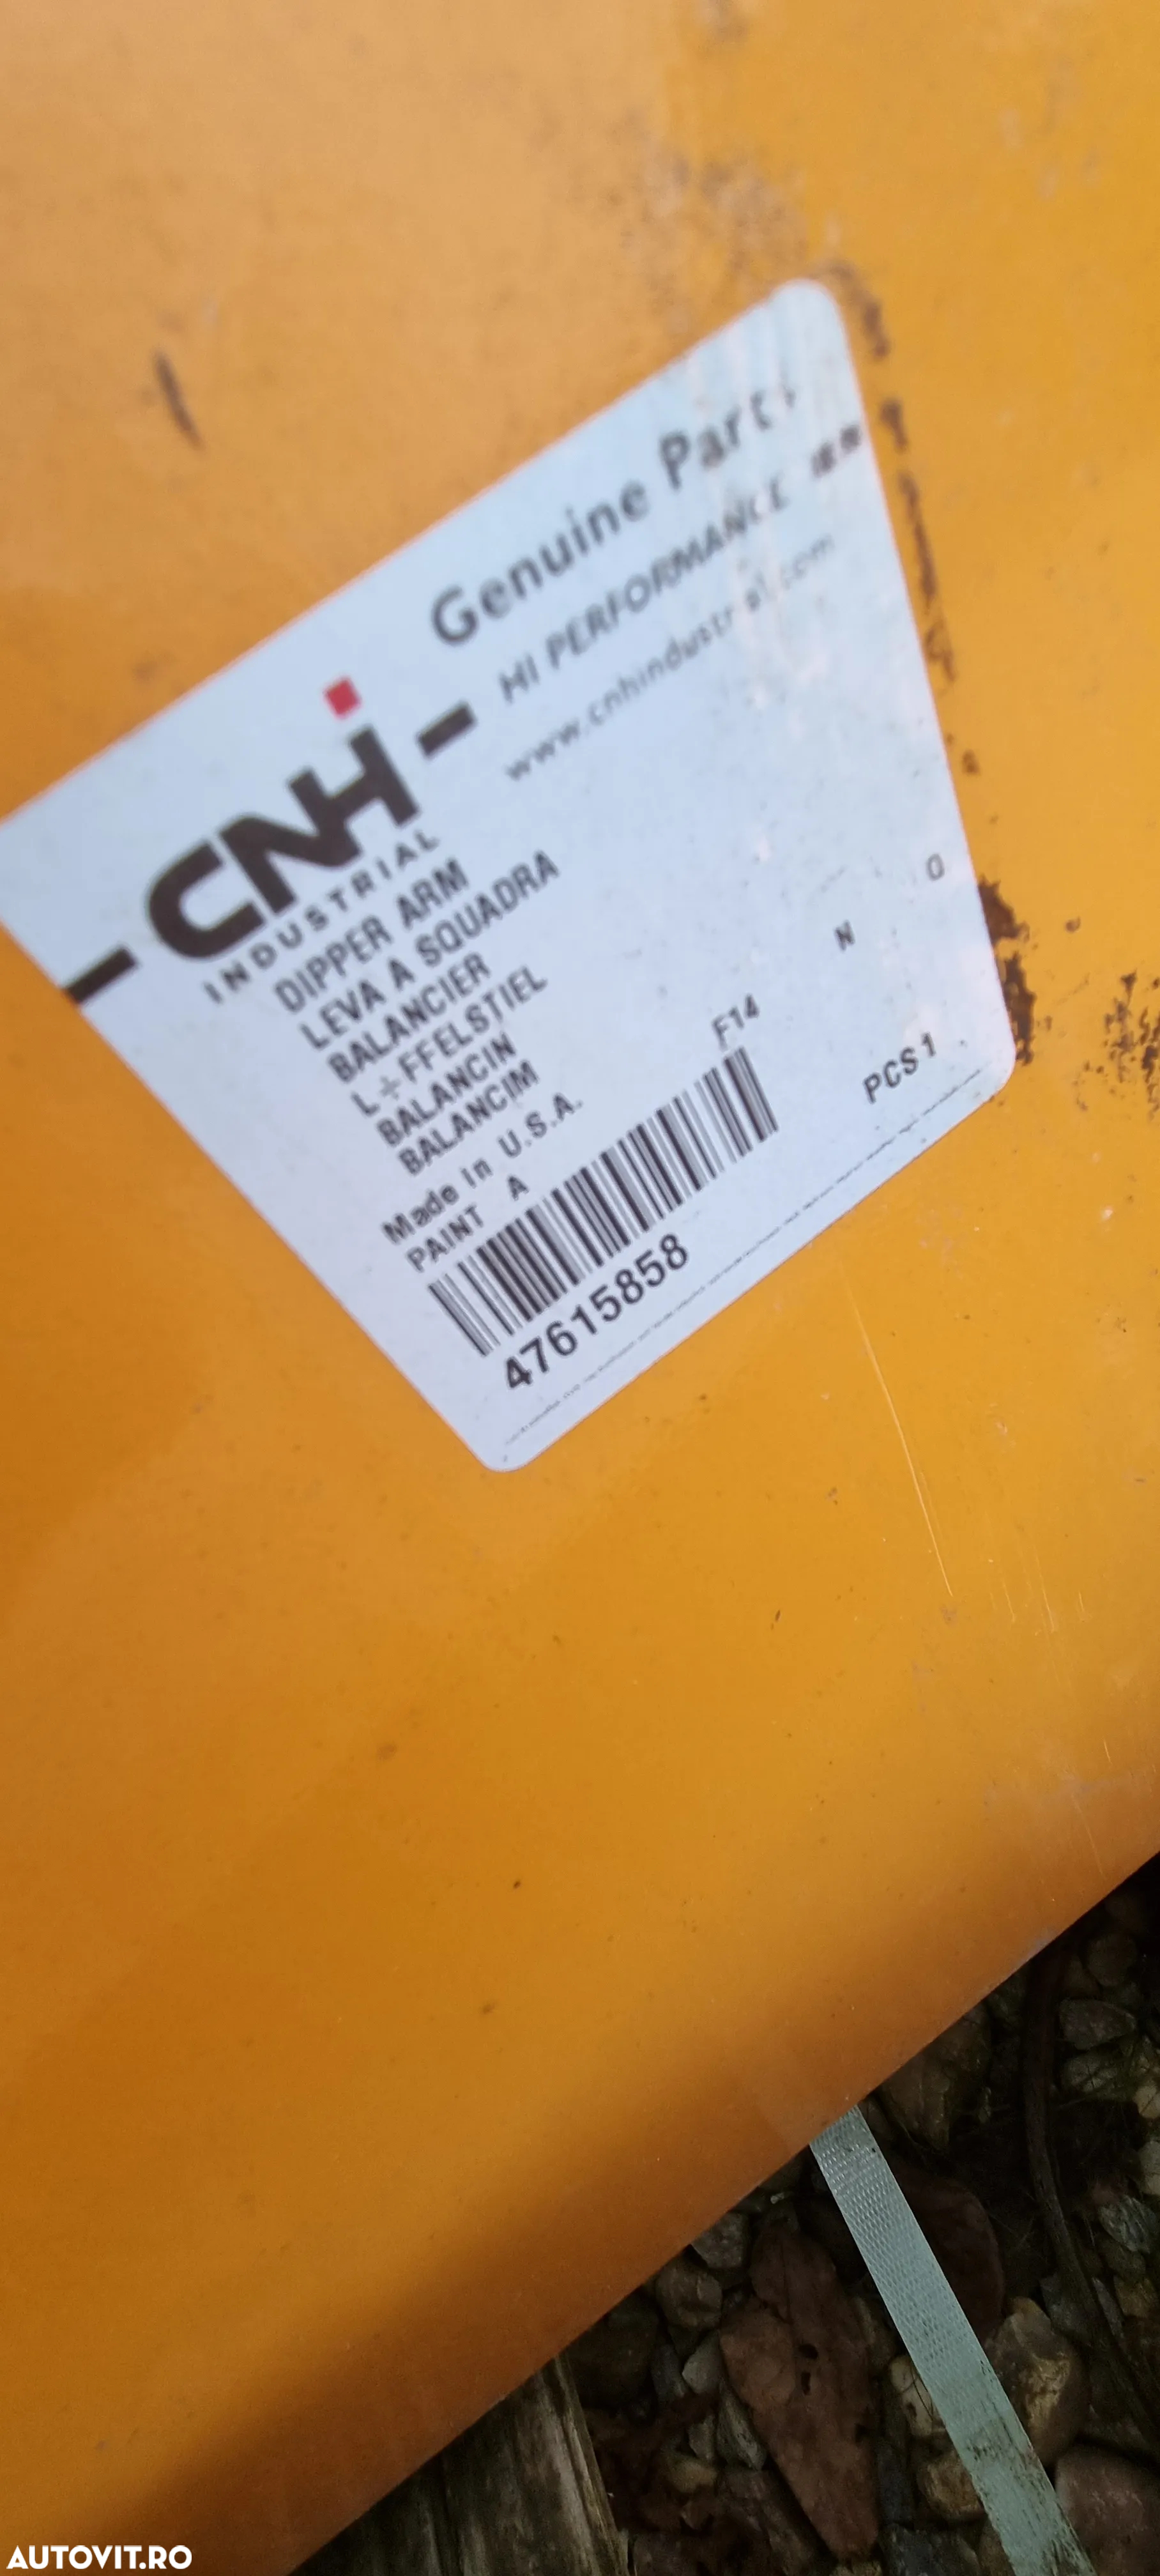 Genuine Parts
HI PERFORMANCE
www.cnhindustrial.com
CNH
INDUSTRIAL
DIPPER ARM
LEVA A SQUADRA
BALANCIER
L÷FFELSTIEL
BALANCIN
BALANCIM
Made in U.S.A.
PAINT A
F14
N
0
PCS 1
47615858
AUTOVIT.RO